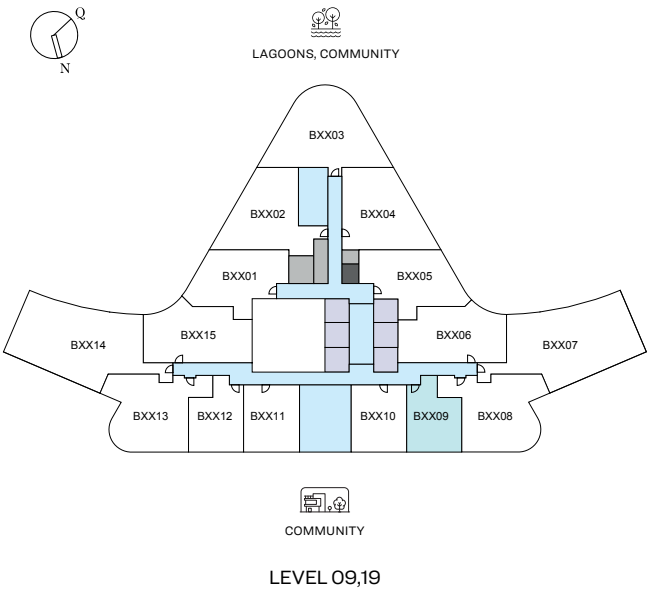 Q
N
LAGOONS, COMMUNITY
BXX03
BXX02
BXX04
BXX01
BXX05
BXX15
BXX06
BXX14
BXX07
BXX13
BXX12
BXX11
BXX10
BXX09
BXX08
COMMUNITY
LEVEL 09,19